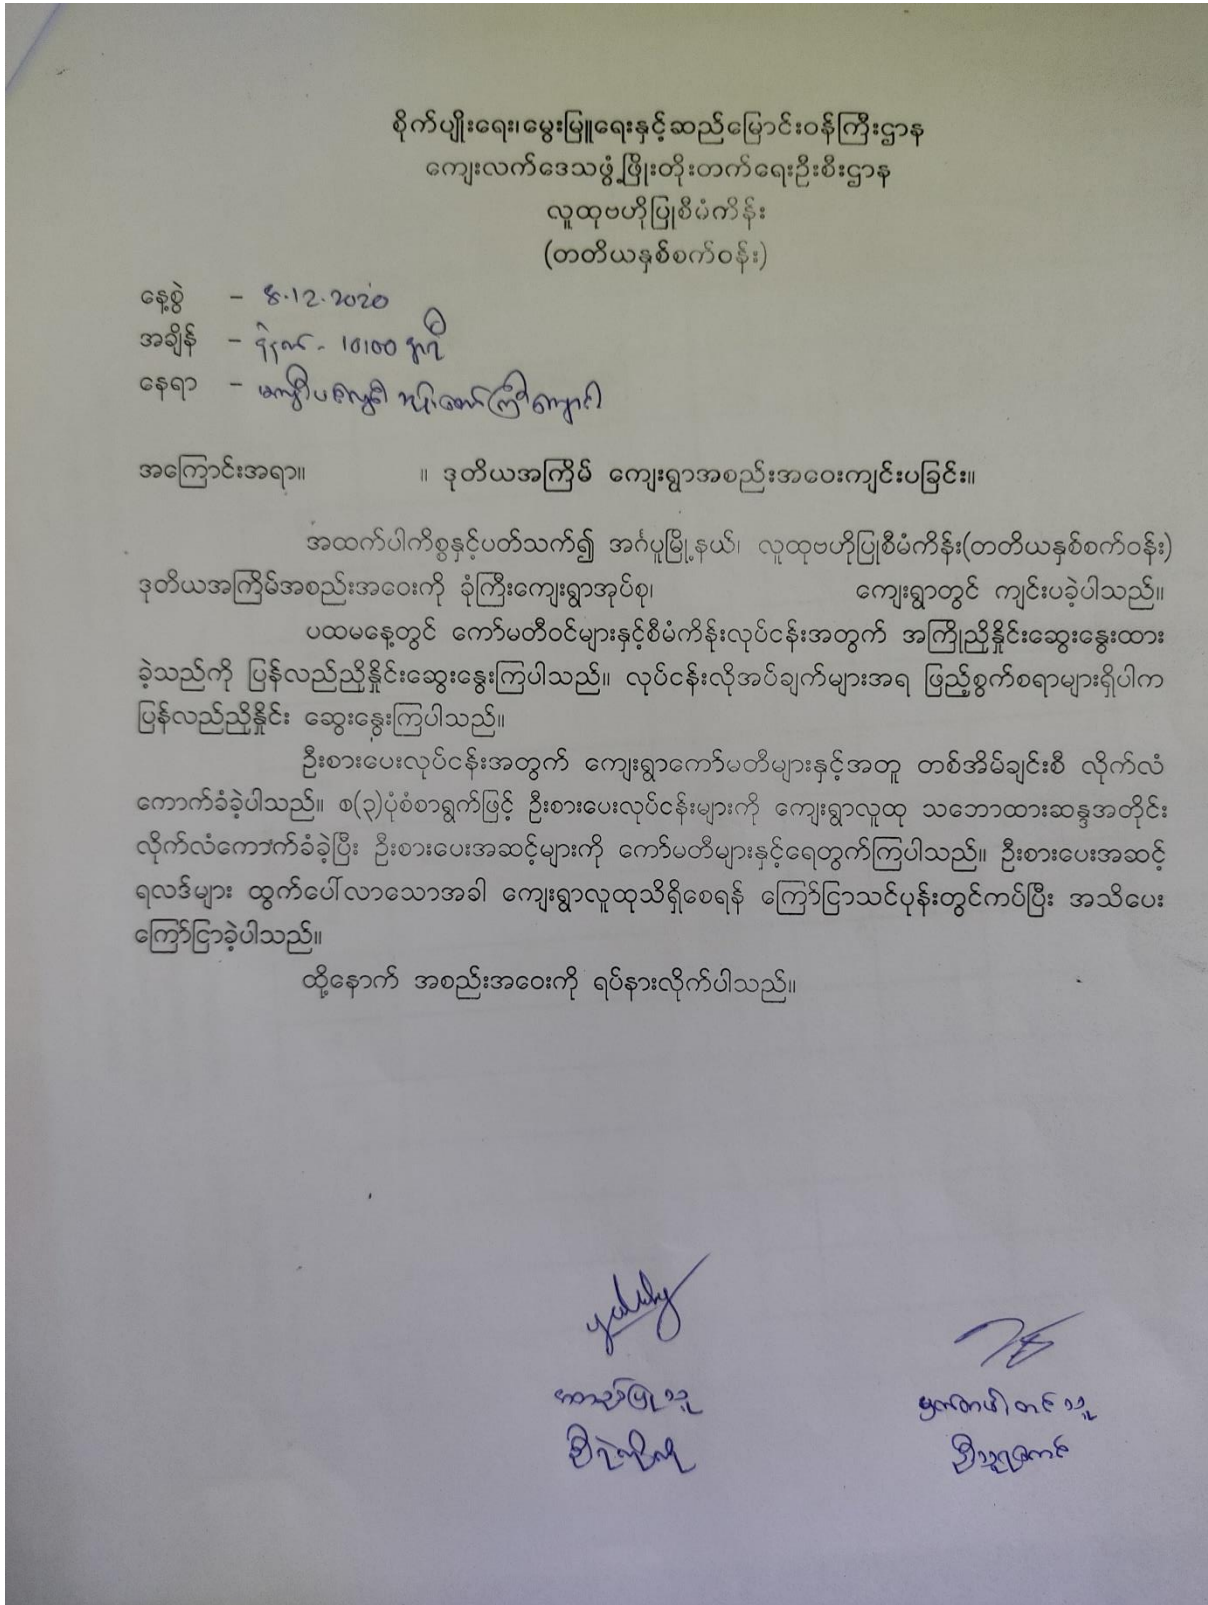 စိုက်ပျိုးရေး၊မွေးမြူရေးနှင့်ဆည်မြောင်းဝန်ကြီးဌာန
ကျေးလက်ဒေသဖွံ့ဖြိုးတိုးတက်ရေးဦးစီးဌာန
လူထုဗဟိုပြုစီမံကိန်း
(တတိယနှစ်စက်ဝန်း)
နေ့စွဲ - 8.12.2020
အချိန် - နံနက် - 10:00 နာရီ
နေရာ -
အကြောင်းအရာ။ ။ ဒုတိယအကြိမ် ကျေးရွာအစည်းအဝေးကျင်းပခြင်း။
အထက်ပါကိစ္စနှင့်ပတ်သက်၍ အင်္ဂပူမြို့နယ်၊ လူထုဗဟိုပြုစီမံကိန်း(တတိယနှစ်စက်ဝန်း)
ဒုတိယအကြိမ်အစည်းအဝေးကို ခုံကြီးကျေးရွာအုပ်စု၊ ကျေးရွာတွင် ကျင်းပခဲ့ပါသည်။
ပထမနေ့တွင် ကော်မတီဝင်များနှင့်စီမံကိန်းလုပ်ငန်းအတွက် အကြိုညှိနှိုင်းဆွေးနွေးထား
ခဲ့သည်ကို ပြန်လည်ညှိနှိုင်းဆွေးနွေးကြပါသည်။ လုပ်ငန်းလိုအပ်ချက်များအရ ဖြည့်စွက်စရာများရှိပါက
ပြန်လည်ညှိနှိုင်း ဆွေးနွေးကြပါသည်။
ဦးစားပေးလုပ်ငန်းအတွက် ကျေးရွာကော်မတီများနှင့်အတူ တစ်အိမ်ချင်းစီ လိုက်လံ
ကောက်ခံခဲ့ပါသည်။ စ(၃)ပုံစံစာရွက်ဖြင့် ဦးစားပေးလုပ်ငန်းများကို ကျေးရွာလူထု သဘောထားဆန္ဒအတိုင်း
လိုက်လံကောက်ခံခဲ့ပြီး ဦးစားပေးအဆင့်များကို ကော်မတီများနှင့်ရေတွက်ကြပါသည်။ ဦးစားပေးအဆင့်
ရလဒ်များ ထွက်ပေါ်လာသောအခါ ကျေးရွာလူထုသိရှိစေရန် ကြော်ငြာသင်ပုန်းတွင်ကပ်ပြီး အသိပေး
ကြော်ငြာခဲ့ပါသည်။
ထို့နောက် အစည်းအဝေးကို ရပ်နားလိုက်ပါသည်။
မှတ်တမ်းတင်သူ